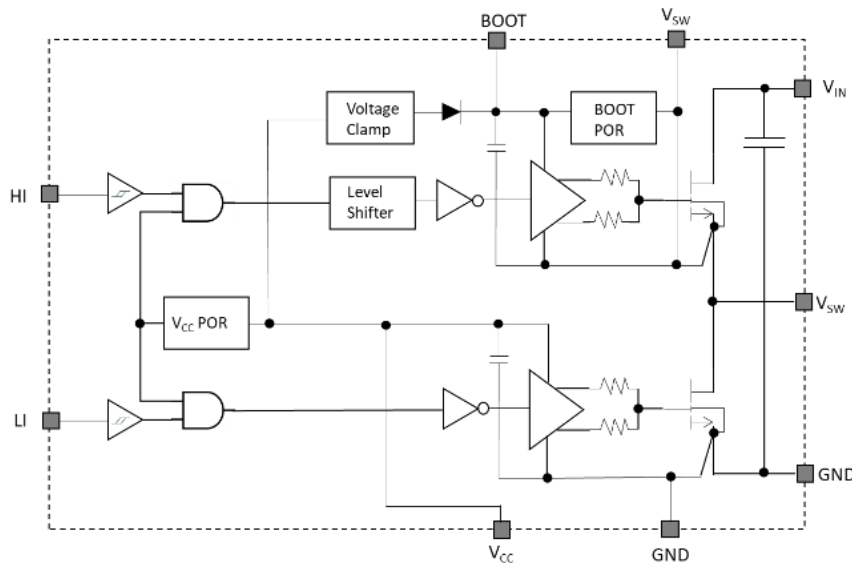 BOOT
VSW
Voltage
Clamp
BOOT
POR
VIN
HI
Level
Shifter
VCC POR
VSW
LI
GND
VCC
GND